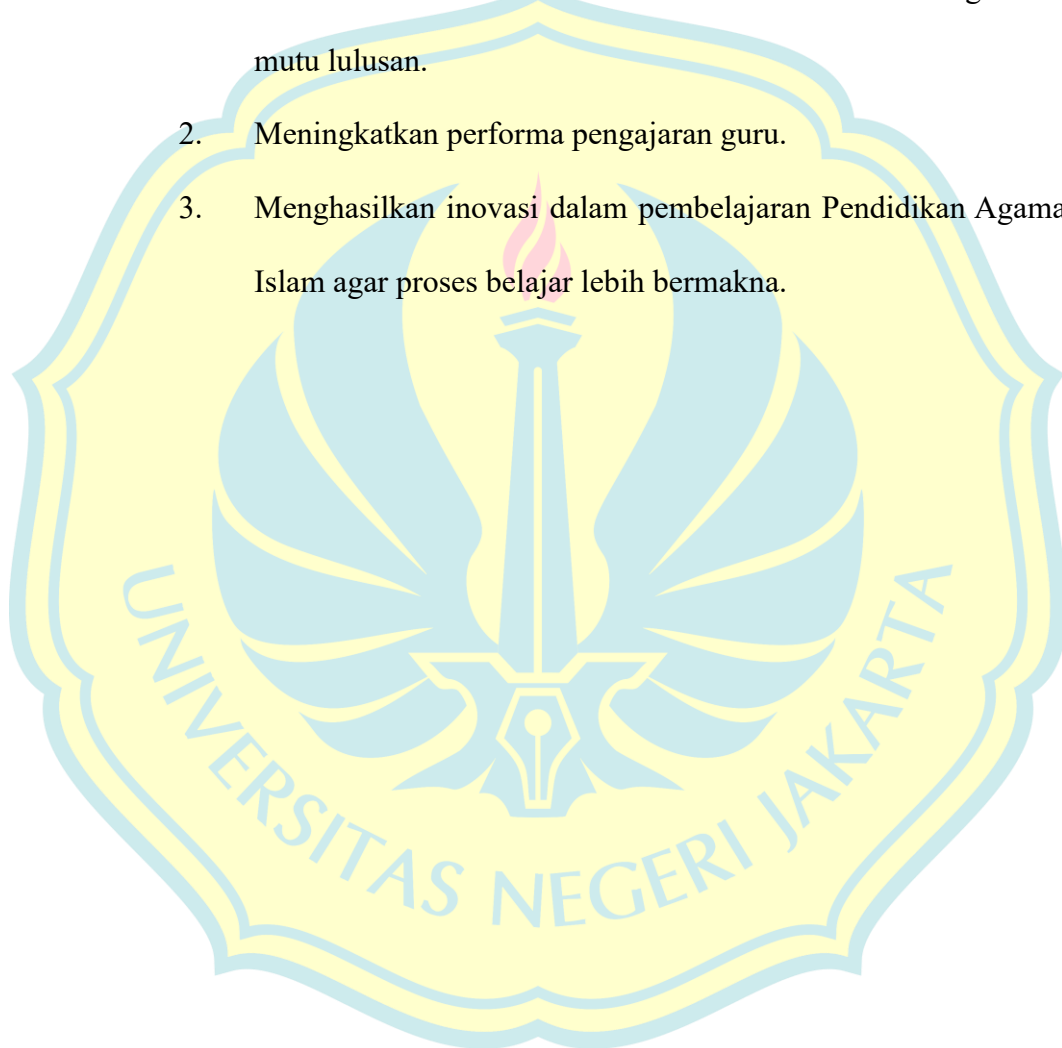 mutu lulusan.
2. Meningkatkan performa pengajaran guru.
3. Menghasilkan inovasi dalam pembelajaran Pendidikan Agama
Islam agar proses belajar lebih bermakna.
UNIVERSITAS NEGERI JAKARTA